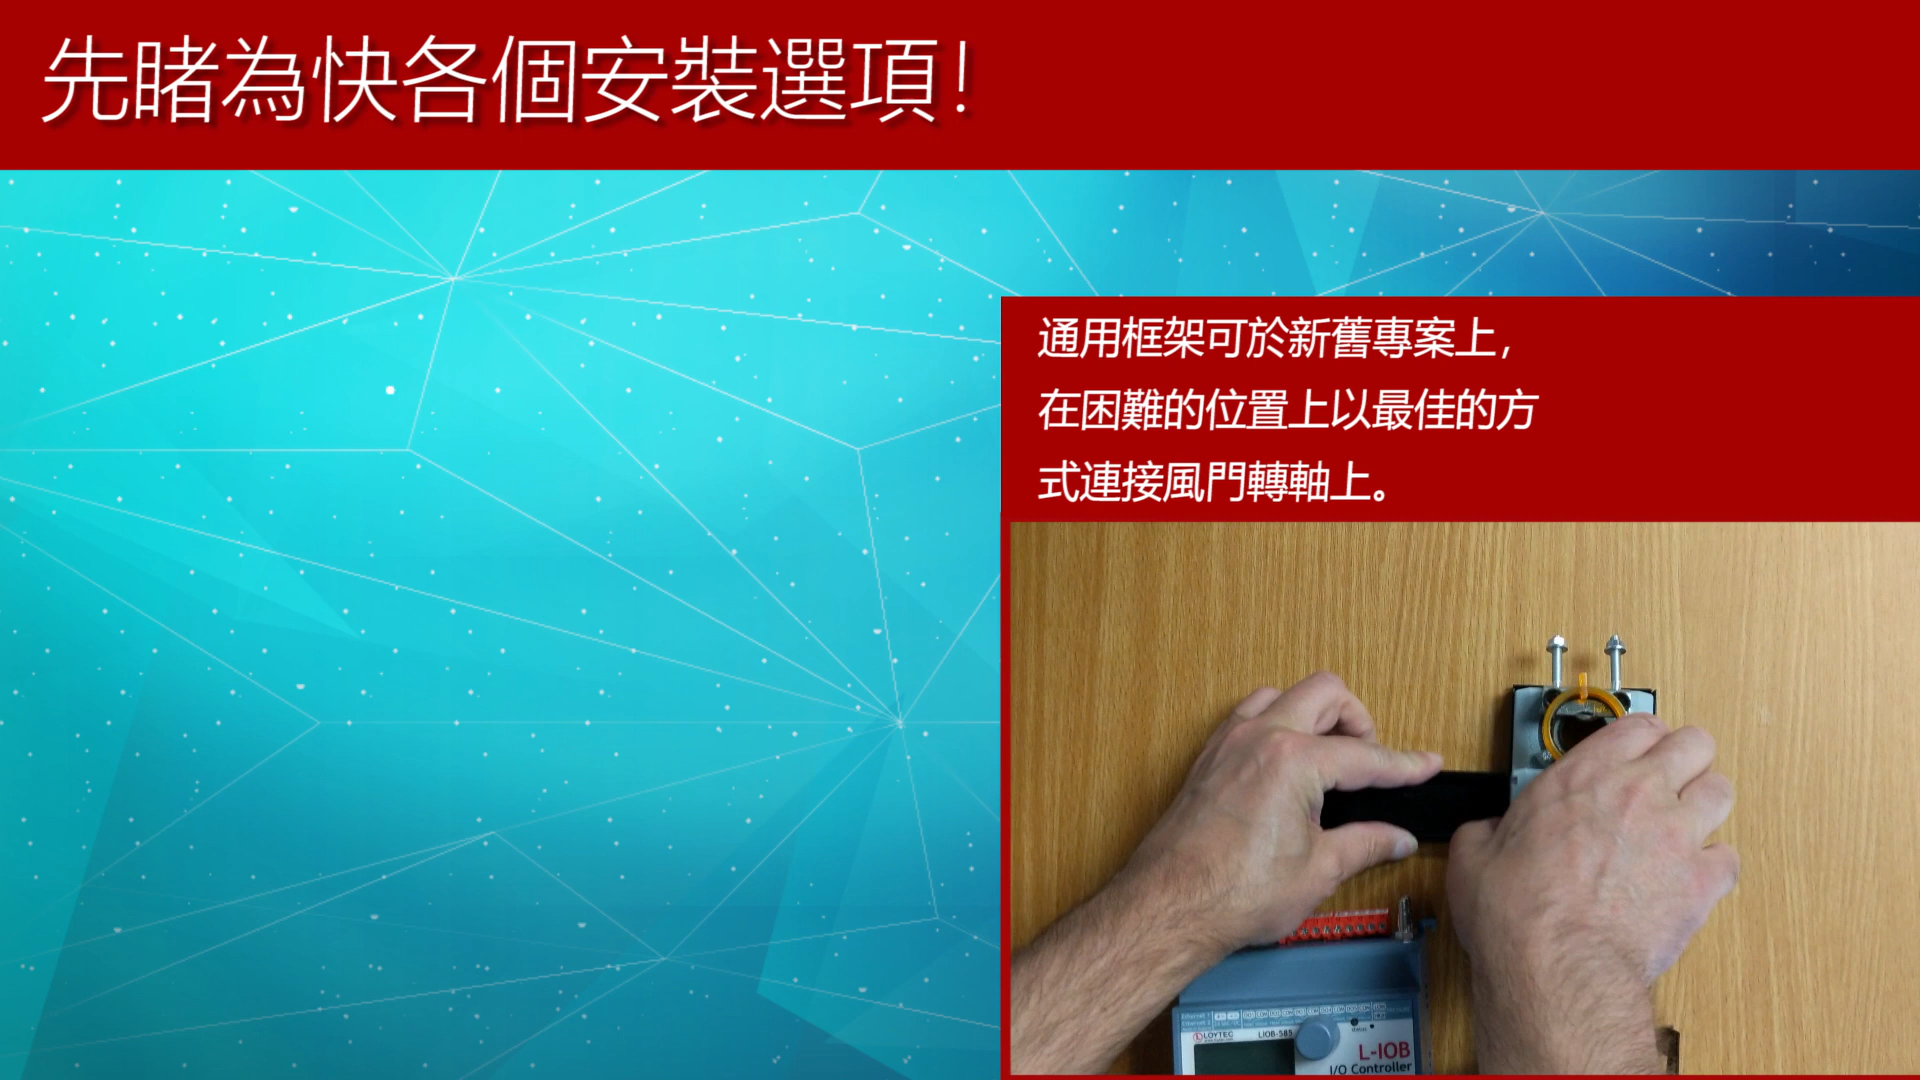 先睹為快各個安裝選項!
通用框架可於新舊專案上,
在困難的位置上以最佳的方
式連接風門轉軸上。
LOYTEC
LIOB-585
L-IOB
I/O Controller